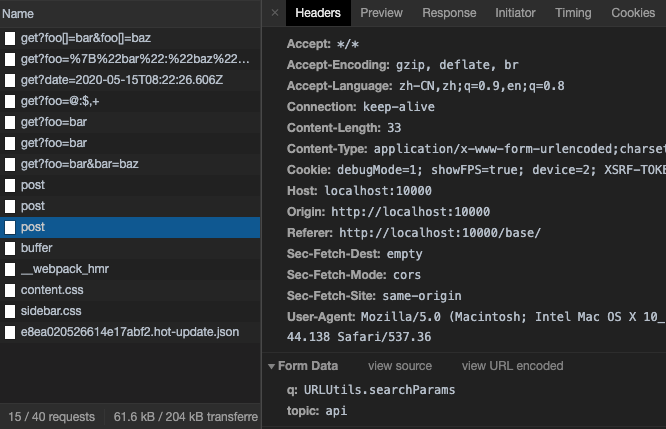 Name
get?foo[]=bar&foo[]=baz
get?foo=%7B%22bar%22:%22baz%22...
get?date=2020-05-15T08:22:26.606Z
get?foo=@:$,+
get?foo=bar
get?foo=bar
get?foo=bar&bar=baz
post
post
post
buffer
__webpack_hmr
content.css
sidebar.css
e8ea020526614e17abf2.hot-update.json
15 / 40 requests
61.6 kB / 204 kB transferre
× Headers Preview Response Initiator Timing Cookies
Accept: */*
Accept-Encoding: gzip, deflate, br
Accept-Language: zh-CN,zh;q=0.9,en;q=0.8
Connection: keep-alive
Content-Length: 33
Content-Type: application/x-www-form-urlencoded;charset
Cookie: debugMode=1; showFPS=true; device=2; XSRF-TOKE
Host: localhost:10000
Origin: http://localhost:10000
Referer: http://localhost:10000/base/
Sec-Fetch-Dest: empty
Sec-Fetch-Mode: cors
Sec-Fetch-Site: same-origin
User-Agent: Mozilla/5.0 (Macintosh; Intel Mac OS X 10_
44.138 Safari/537.36
Form Data view source view URL encoded
q: URLUtils.searchParams
topic: api